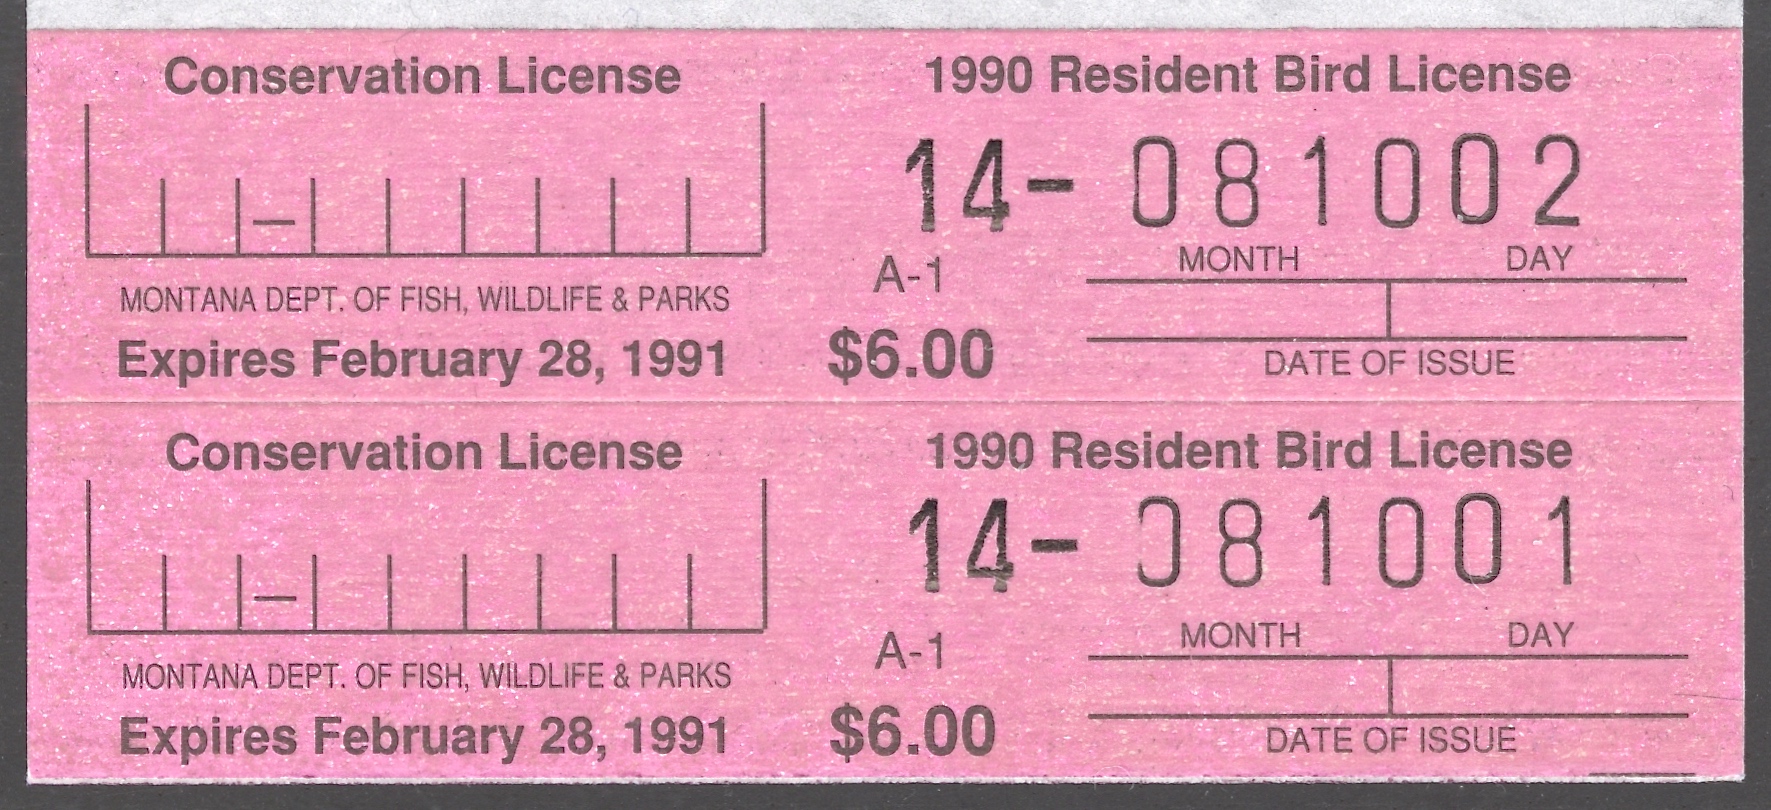 Conservation License
1990 Resident Bird License
14- 081002
MONTH DAY
A-1
MONTANA DEPT. OF FISH, WILDLIFE & PARKS
Expires February 28, 1991
$6.00
DATE OF ISSUE
Conservation License
1990 Resident Bird License
14- 081001
MONTH DAY
A-1
MONTANA DEPT. OF FISH, WILDLIFE & PARKS
Expires February 28, 1991
$6.00
DATE OF ISSUE